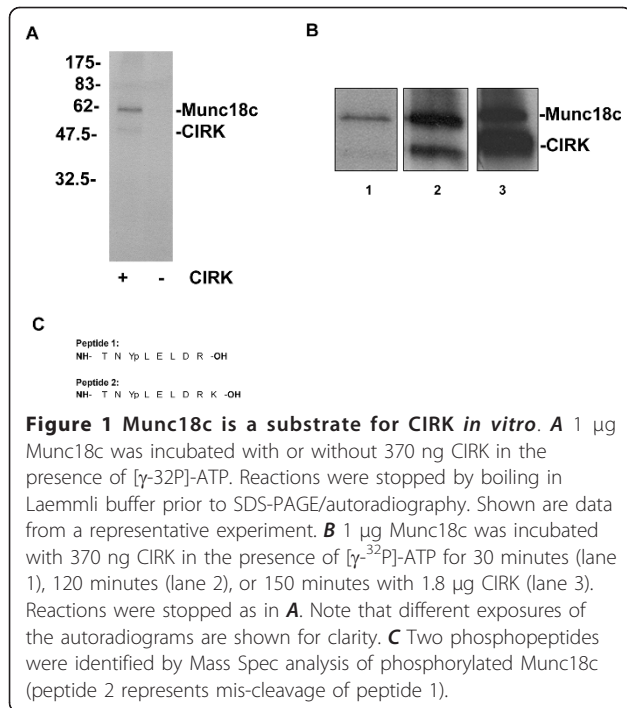 A
175-
83-
62-
47.5-
32.5-
-Munc18c
-CIRK
+ - CIRK
B
-Munc18c
-CIRK
1 2 3
C
Peptide 1:
NH- T N Yp L E L D R -OH
Peptide 2:
NH- T N Yp L E L D R K -OH
Figure 1 Munc18c is a substrate for CIRK in vitro. A 1 μg
Munc18c was incubated with or without 370 ng CIRK in the
presence of [γ-32P]-ATP. Reactions were stopped by boiling in
Laemmli buffer prior to SDS-PAGE/autoradiography. Shown are data
from a representative experiment. B 1 μg Munc18c was incubated
with 370 ng CIRK in the presence of [γ-³²P]-ATP for 30 minutes (lane
1), 120 minutes (lane 2), or 150 minutes with 1.8 μg CIRK (lane 3).
Reactions were stopped as in A. Note that different exposures of
the autoradiograms are shown for clarity. C Two phosphopeptides
were identified by Mass Spec analysis of phosphorylated Munc18c
(peptide 2 represents mis-cleavage of peptide 1).